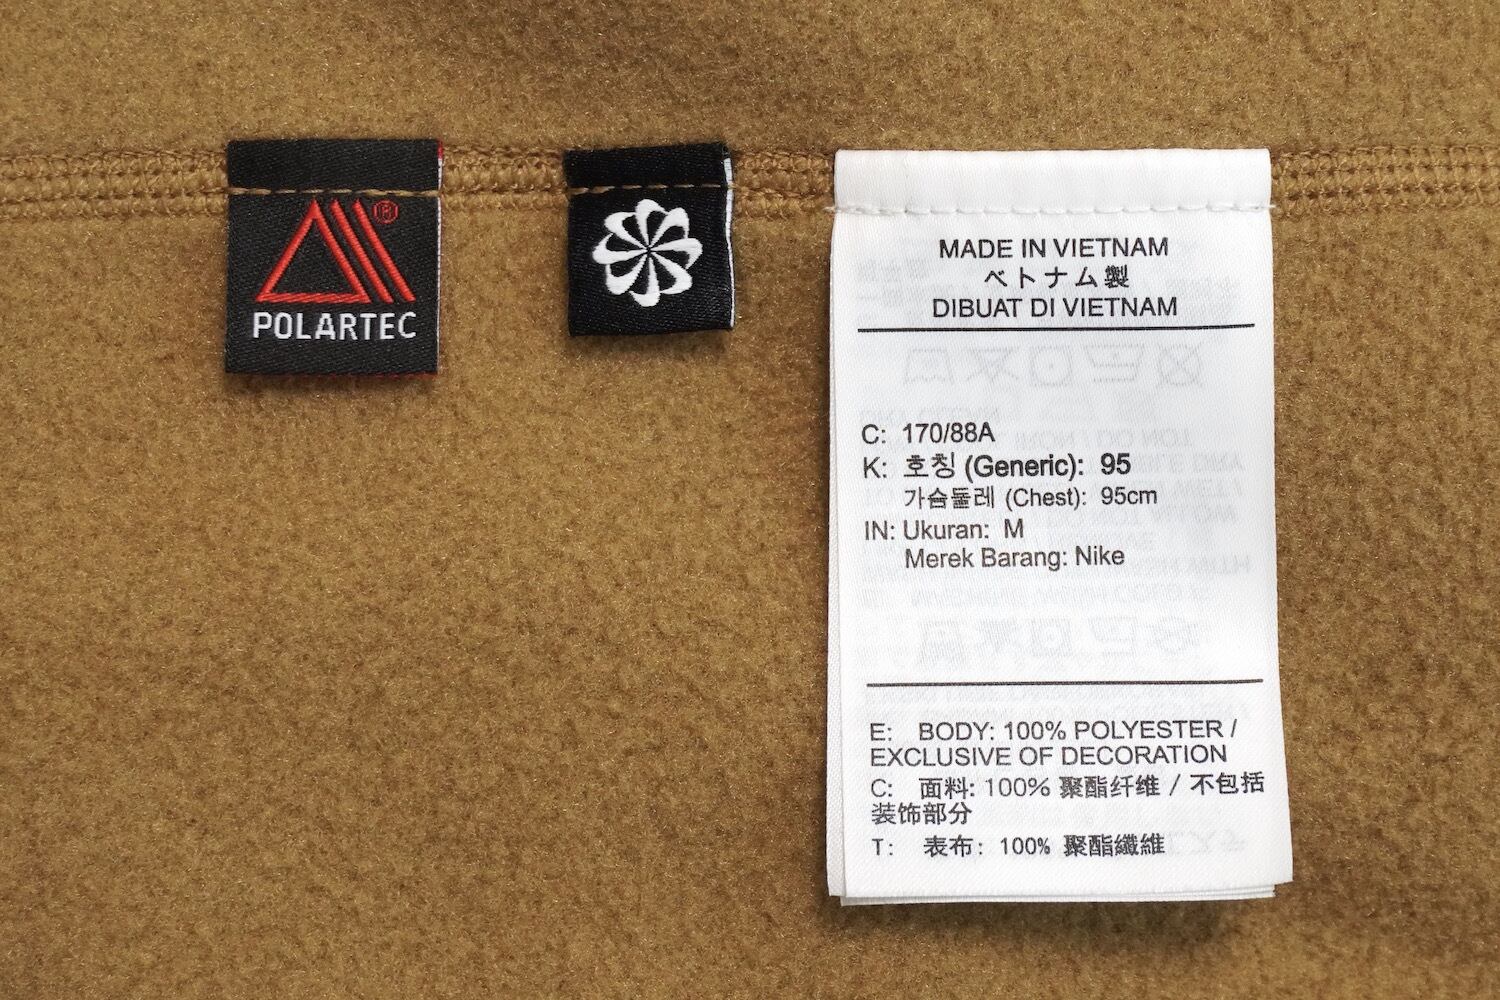 POLARTEC
®
MADE IN VIETNAM
ベトナム製
DIBUAT DI VIETNAM
C: 170/88A
K: 호칭 (Generic): 95
가슴둘레 (Chest): 95cm
IN: Ukuran: M
Merek Barang: Nike
E: BODY: 100% POLYESTER /
EXCLUSIVE OF DECORATION
C: 面料: 100% 聚酯纤维 / 不包括
装饰部分
T: 表布: 100% 聚酯纖維